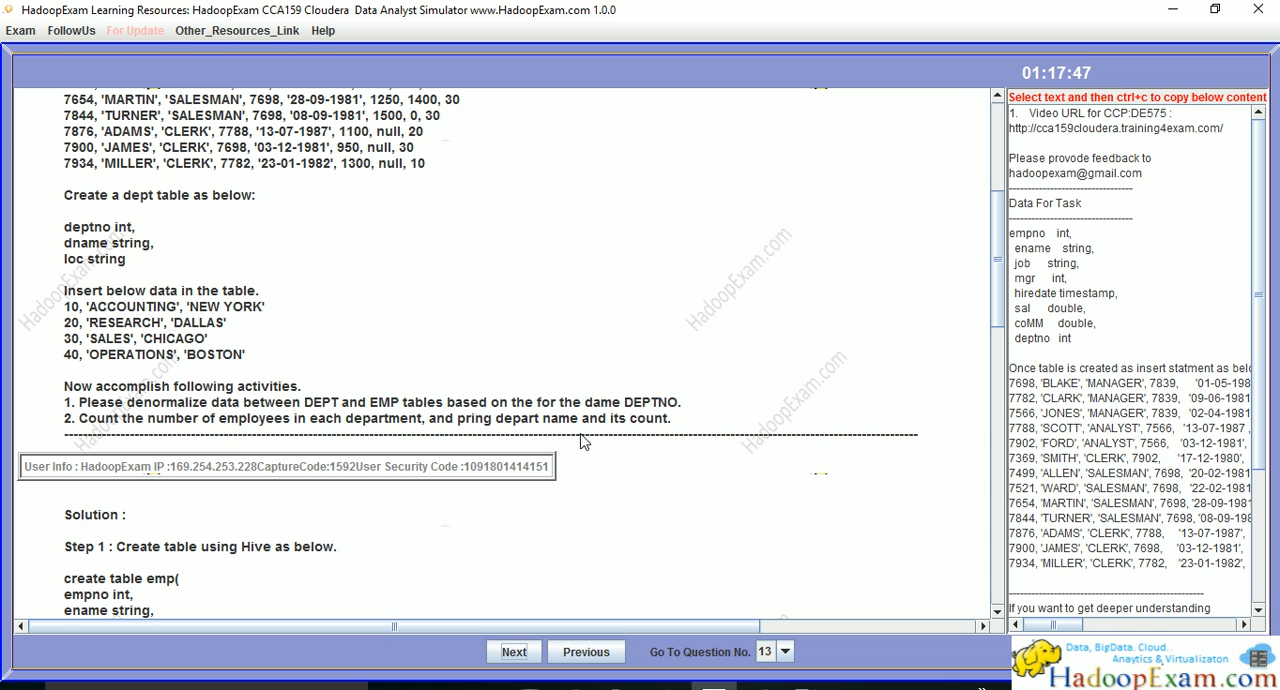 HadoopExam Learning Resources: HadoopExam CCA159 Cloudera Data Analyst Simulator www.HadoopExam.com 1.0.0
Exam FollowUs For Update Other_Resources_Link Help
01:17:47
7654, 'MARTIN', 'SALESMAN', 7698, '28-09-1981', 1250, 1400, 30
7844, 'TURNER', 'SALESMAN', 7698, '08-09-1981', 1500, 0, 30
7876, 'ADAMS', 'CLERK', 7788, '13-07-1987', 1100, null, 20
7900, 'JAMES', 'CLERK', 7698, '03-12-1981', 950, null, 30
7934, 'MILLER', 'CLERK', 7782, '23-01-1982', 1300, null, 10
Create a dept table as below:
deptno int,
dname string,
loc string
Insert below data in the table.
10, 'ACCOUNTING', 'NEW YORK'
20, 'RESEARCH', 'DALLAS'
30, 'SALES', 'CHICAGO'
40, 'OPERATIONS', 'BOSTON'
Now accomplish following activities.
1. Please denormalize data between DEPT and EMP tables based on the for the dame DEPTNO.
2. Count the number of employees in each department, and pring depart name and its count.
User Info : HadoopExam IP :169.254.253.228CaptureCode:1592User Security Code :1091801414151
Solution :
Step 1 : Create table using Hive as below.
create table emp(
empno int,
ename string,
HadoopExam.com
HadoopExam.com
HadoopExam.com
HadoopExam.com
Select text and then ctrl+c to copy below content
1. Video URL for CCP:DE575 :
http://cca159cloudera.training4exam.com/
Please provode feedback to
hadoopexam@gmail.com
---------------------------------
Data For Task
---------------------------------
empno int,
ename string,
job string,
mgr int,
hiredate timestamp,
sal double,
coMM double,
deptno int
Once table is created as insert statment as belo
7698, 'BLAKE', 'MANAGER', 7839, '01-05-198
7782, 'CLARK', 'MANAGER', 7839, '09-06-1981
7566, 'JONES', 'MANAGER', 7839, '02-04-1981
7788, 'SCOTT', 'ANALYST', 7566, '13-07-1987 ,
7902, 'FORD', 'ANALYST', 7566, '03-12-1981',
7369, 'SMITH', 'CLERK', 7902, '17-12-1980',
7499, 'ALLEN', 'SALESMAN', 7698, '20-02-1981
7521, 'WARD', 'SALESMAN', 7698, '22-02-1981
7654, 'MARTIN', 'SALESMAN', 7698, '28-09-1981
7844, 'TURNER', 'SALESMAN', 7698, '08-09-198
7876, 'ADAMS', 'CLERK', 7788, '13-07-1987',
7900, 'JAMES', 'CLERK', 7698, '03-12-1981',
7934, 'MILLER', 'CLERK', 7782, '23-01-1982',
If you want to get deeper understanding
Next Previous Go To Question No. 13
Data, BigData. Cloud..
Anaytics & Virtualizaton
HadoopExam.com